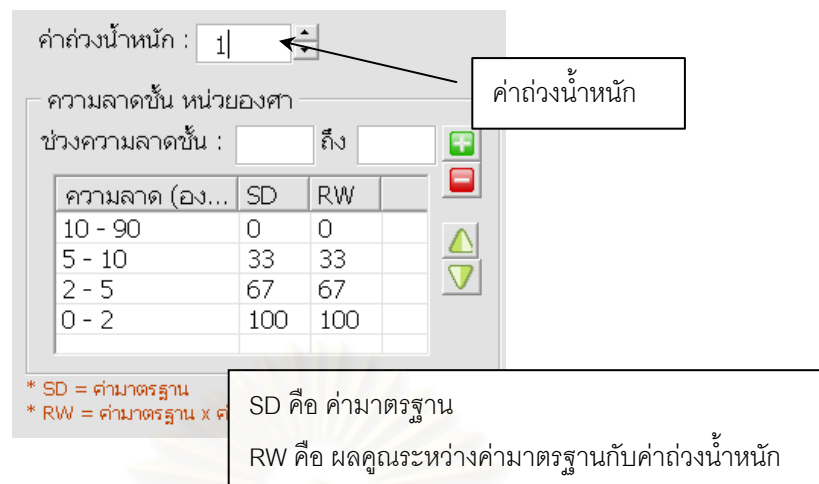 ค่าถ่วงน้ำหนัก : 1
ค่าถ่วงน้ำหนัก
ความลาดชั้น หน่วยองศา
ช่วงความลาดชั้น : ถึง
ความลาด (อง... SD RW
10 - 90 0 0
5 - 10 33 33
2 - 5 67 67
0 - 2 100 100
* SD = ค่ามาตรฐาน
* RW = ค่ามาตรฐาน x
SD คือ ค่ามาตรฐาน
RW คือ ผลคูณระหว่างค่ามาตรฐานกับค่าถ่วงน้ำหนัก